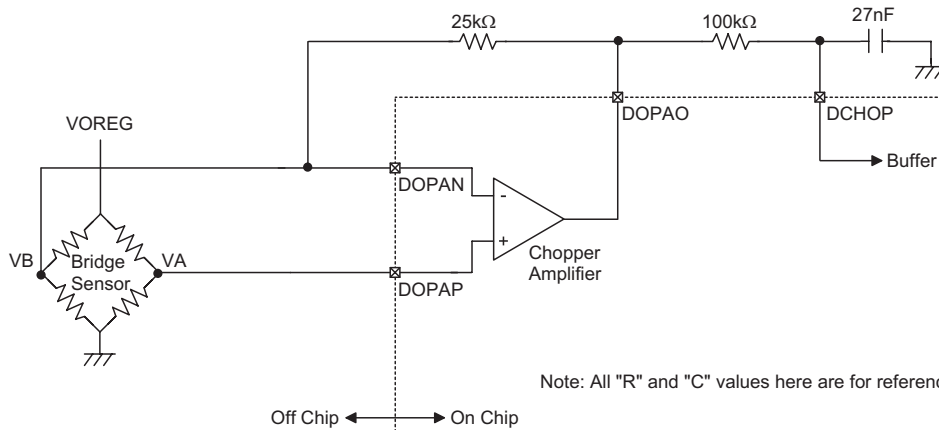 25kΩ
100kΩ
27nF
VOREG
DOPAO
DCHOP
Buffer
DOPAN
-
+
Chopper
Amplifier
VB
Bridge
Sensor
VA
DOPAP
Note: All "R" and "C" values here are for referenc
Off Chip
On Chip